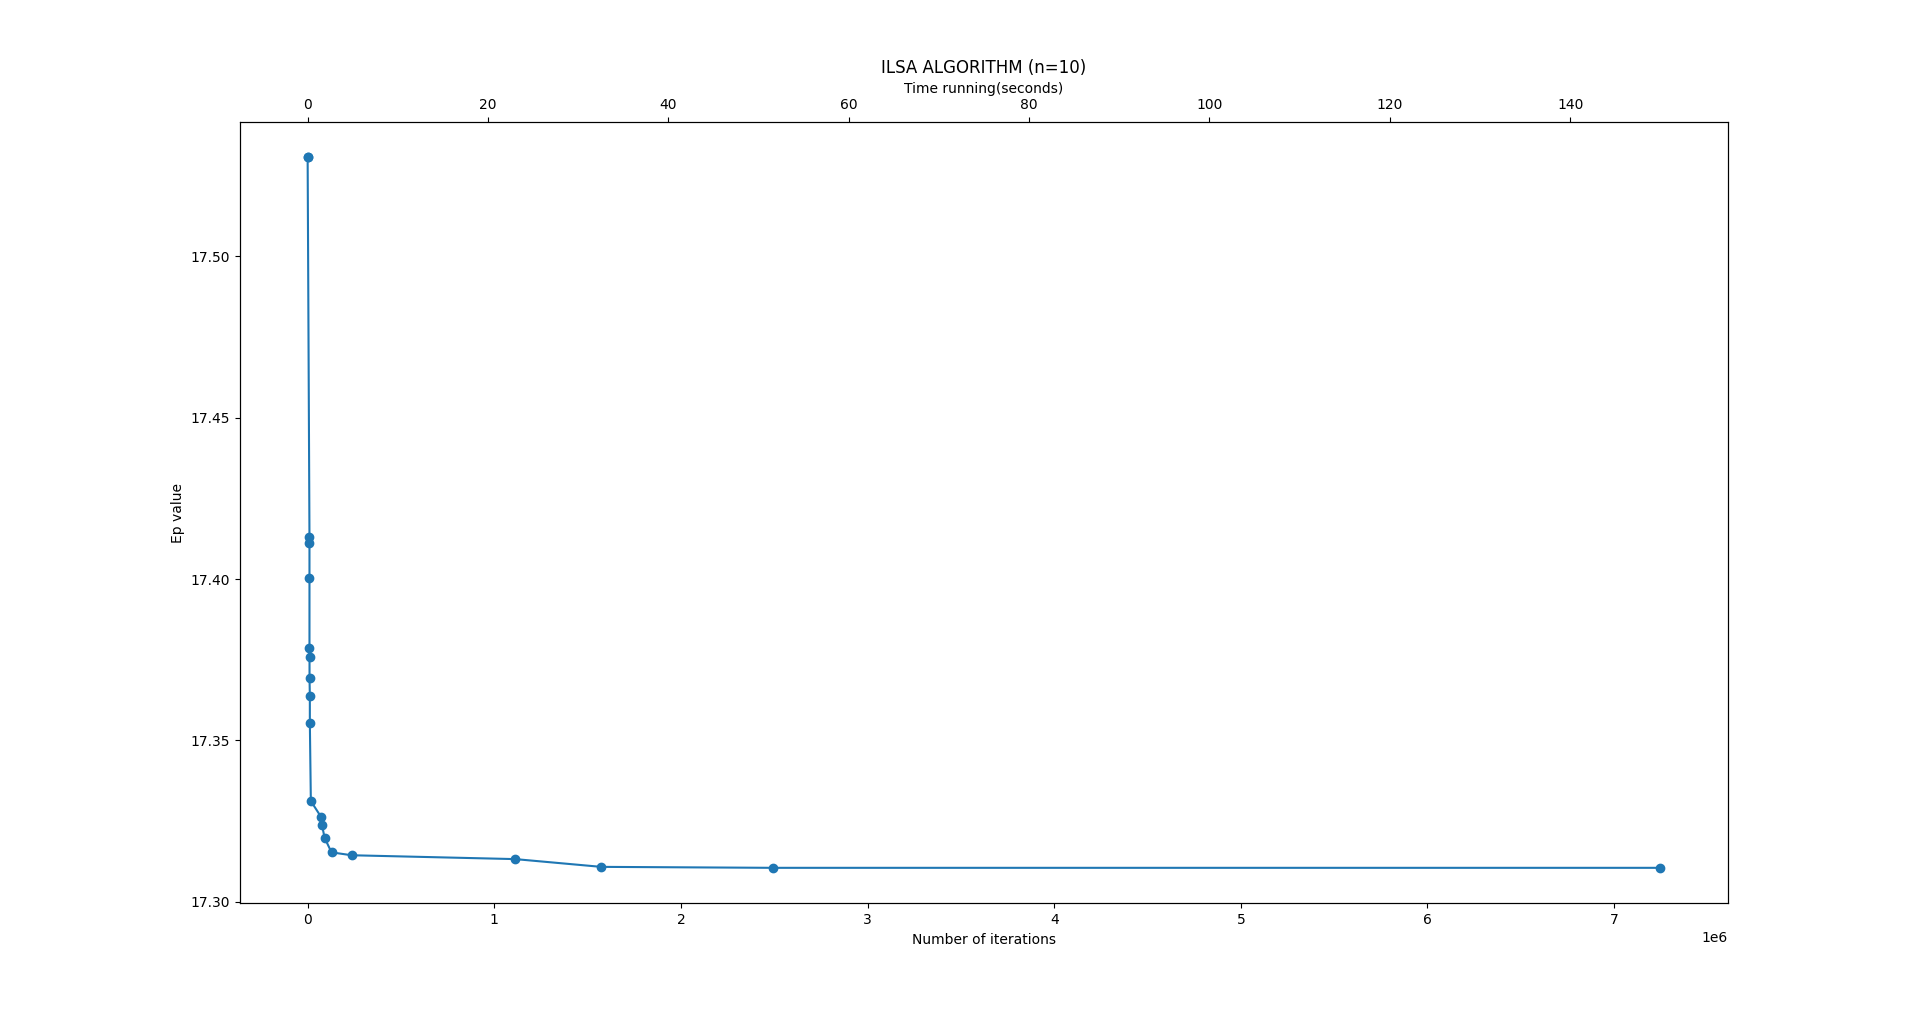 ILSA ALGORITHM (n=10)
Time running(seconds)
0 20 40 60 80 100 120 140
17.50
17.45
Ep value
17.40
17.35
17.30
0 1 2 3 4 5 6 7
1e6
Number of iterations